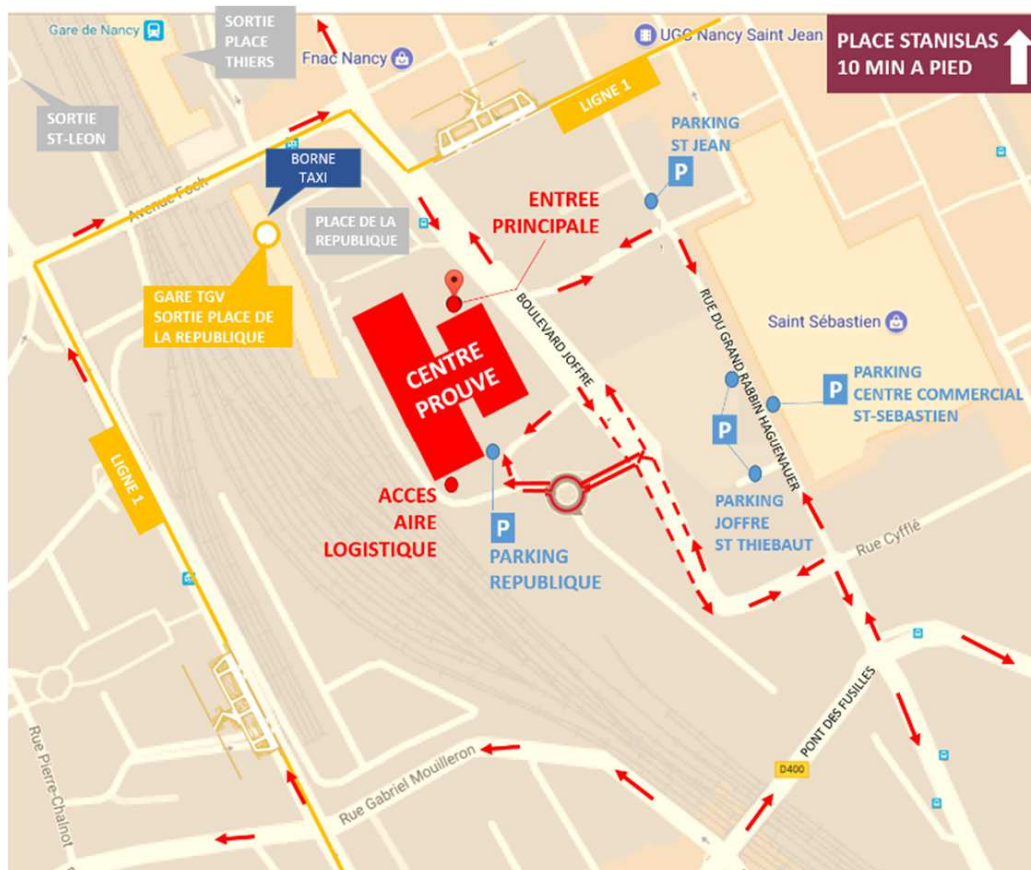 Gare de Nancy
SORTIE
PLACE
THIERS
Fnac Nancy
UGC Nancy Saint Jean
PLACE STANISLAS
10 MIN A PIED
LIGNE 1
SORTIE
ST-LEON
PARKING
ST JEAN
P
BORNE
TAXI
Avenue Foch
PLACE DE LA
REPUBLIQUE
ENTREE
PRINCIPALE
GARE TGV
SORTIE PLACE DE
LA REPUBLIQUE
BOULEVARD JOFFRE
RUE DU GRAND RABBIN HAGUENAUER
Saint Sébastien
CENTRE
PROUVE
P
PARKING
CENTRE COMMERCIAL
ST-SEBASTIEN
P
LIGNE 1
ACCES
AIRE
LOGISTIQUE
P
PARKING
REPUBLIQUE
PARKING
JOFFRE
ST THIEBAUT
Rue Cyfflé
PONT DES FUSILLES
D400
Rue Gabriel Mouilleron
Rue Pierre-Chalnot